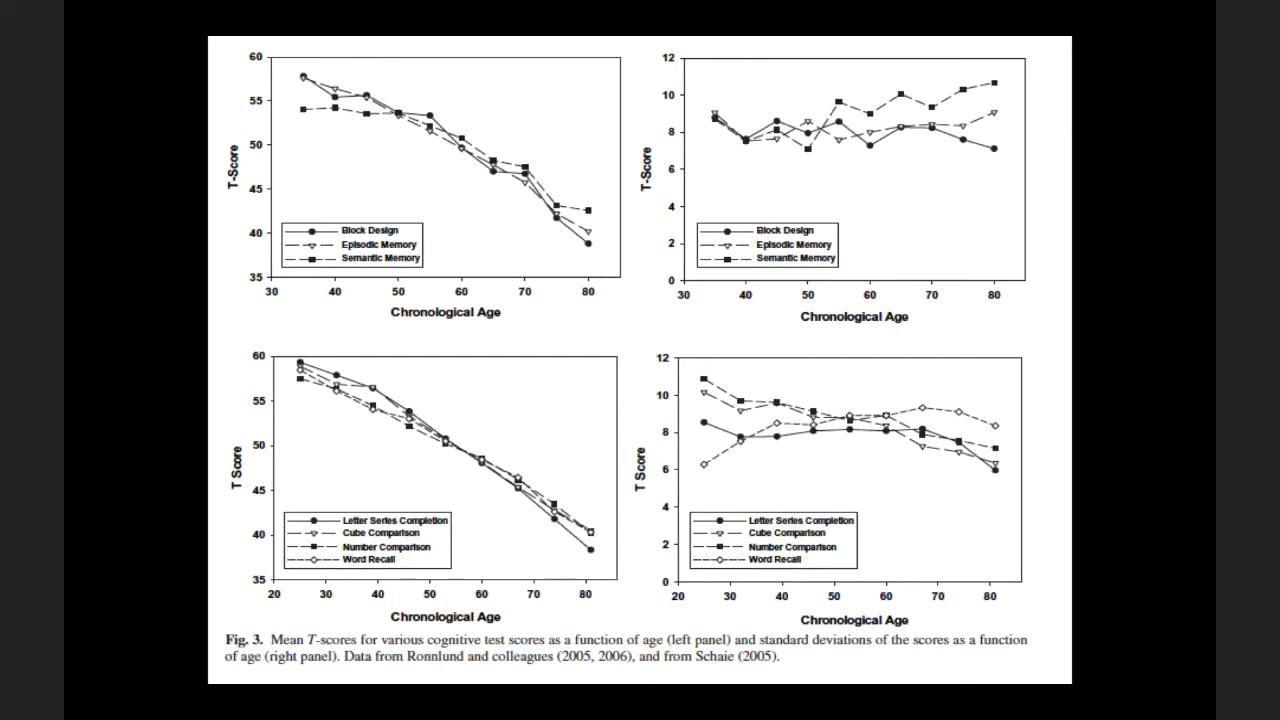 60
55
50
45
40
35
T-Score
Block Design
Episodic Memory
Semantic Memory
30 40 50 60 70 80
Chronological Age
12
10
8
6
4
2
0
T-Score
Block Design
Episodic Memory
Semantic Memory
30 40 50 60 70 80
Chronological Age
60
55
50
45
40
35
T Score
Letter Series Completion
Cube Comparison
Number Comparison
Word Recall
20 30 40 50 60 70 80
Chronological Age
12
10
8
6
4
2
0
T Score
Letter Series Completion
Cube Comparison
Number Comparison
Word Recall
20 30 40 50 60 70 80
Chronological Age
Fig. 3. Mean T-scores for various cognitive test scores as a function of age (left panel) and standard deviations of the scores as a function
of age (right panel). Data from Ronnlund and colleagues (2005, 2006), and from Schaie (2005).